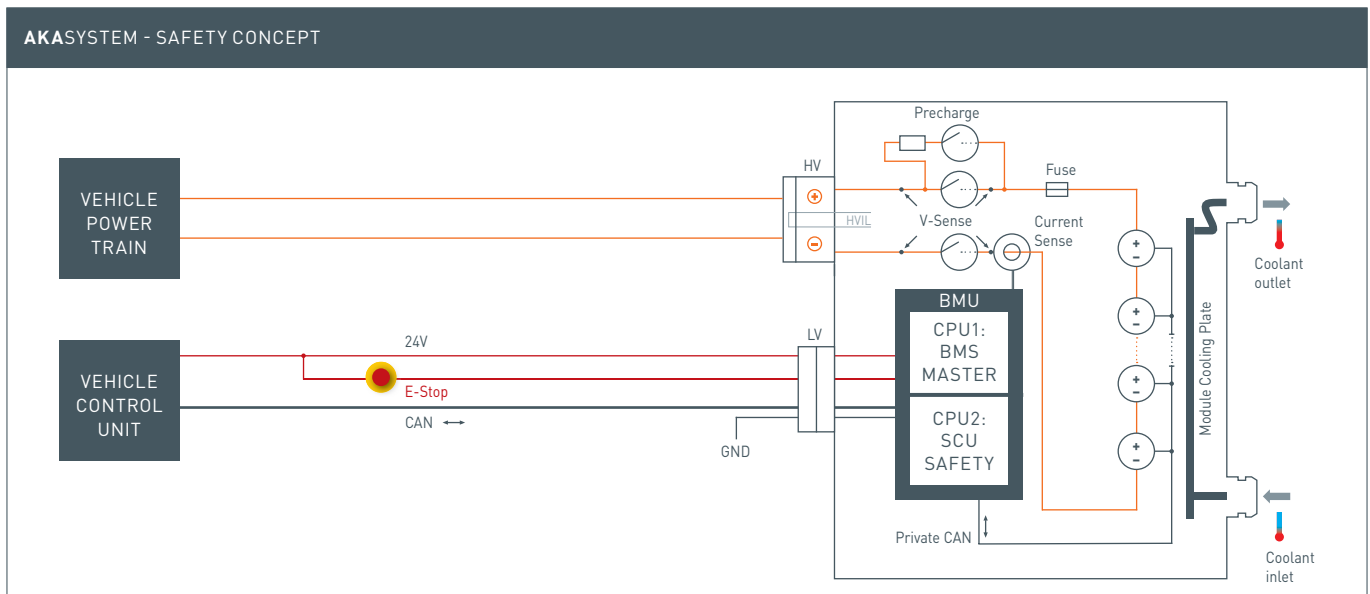 AKASYSTEM - SAFETY CONCEPT
Precharge
HV
Fuse
VEHICLE
POWER
TRAIN
+
HVIL
−
V-Sense
Current
Sense
+
−
Coolant
outlet
BMU
CPU1:
BMS
MASTER
+
−
LV
24V
VEHICLE
CONTROL
UNIT
E-Stop
CAN
GND
CPU2:
SCU
SAFETY
+
−
+
−
Module Cooling Plate
Private CAN
Coolant
inlet